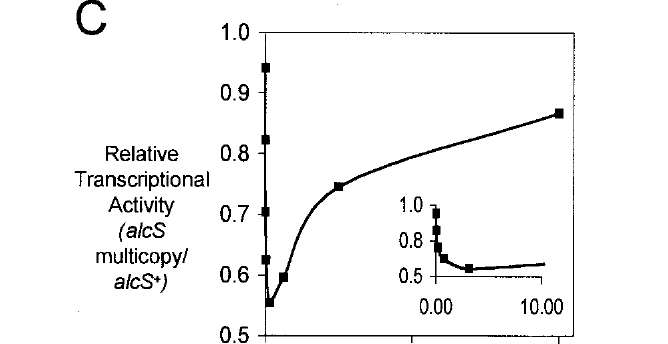 C
1.0
0.9
0.8
0.7
0.6
0.5
Relative
Transcriptional
Activity
(alcS
multicopy/
alcS+)
1.0
0.8
0.5
0.00 10.00